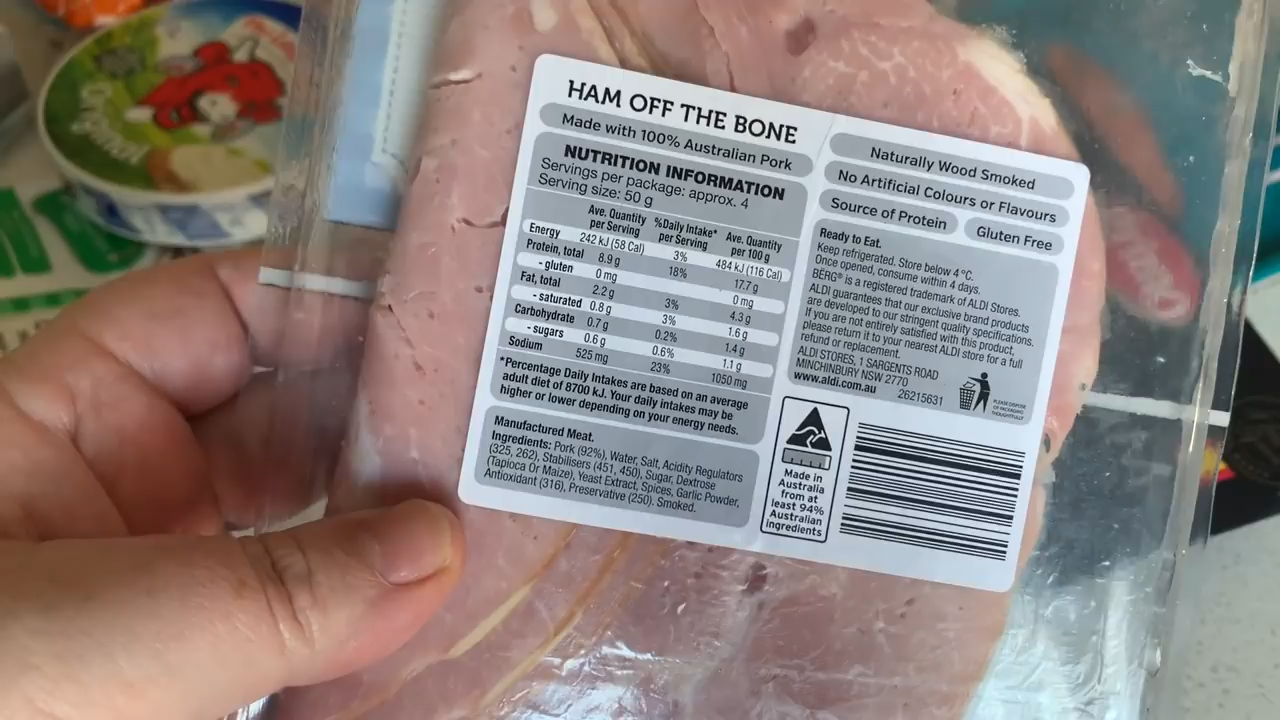 Original
HAM OFF THE BONE
Made with 100% Australian Pork
NUTRITION INFORMATION
Servings per package: approx. 4
Serving size: 50 g
Ave. Quantity per Serving %Daily Intake* per Serving Ave. Quantity per 100 g
Energy 242 kJ (58 Cal) 3% 484 kJ (116 Cal)
Protein, total 8.9 g 18% 17.7 g
- gluten 0 mg 0 mg
Fat, total 2.2 g 3% 4.3 g
- saturated 0.8 g 3% 1.6 g
Carbohydrate 0.7 g 0.2% 1.4 g
- sugars 0.6 g 0.6% 1.1 g
Sodium 525 mg 23% 1050 mg
*Percentage Daily Intakes are based on an average
adult diet of 8700 kJ. Your daily intakes may be
higher or lower depending on your energy needs.
Manufactured Meat.
Ingredients: Pork (92%), Water, Salt, Acidity Regulators
(325, 262), Stabilisers (451, 450), Sugar, Dextrose
(Tapioca Or Maize), Yeast Extract, Spices, Garlic Powder,
Antioxidant (316), Preservative (250). Smoked.
Naturally Wood Smoked
No Artificial Colours or Flavours
Source of Protein
Gluten Free
Ready to Eat.
Keep refrigerated. Store below 4 °C.
Once opened, consume within 4 days.
BERG® is a registered trademark of ALDI Stores.
ALDI guarantees that our exclusive brand products
are developed to our stringent quality specifications.
If you are not entirely satisfied with this product,
please return it to your nearest ALDI store for a full
refund or replacement.
ALDI STORES, 1 SARGENTS ROAD
MINCHINBURY NSW 2770
www.aldi.com.au 26215631
PLEASE DISPOSE
OF PACKAGING
THOUGHTFULLY
Made in
Australia
from at
least 94%
Australian
ingredients